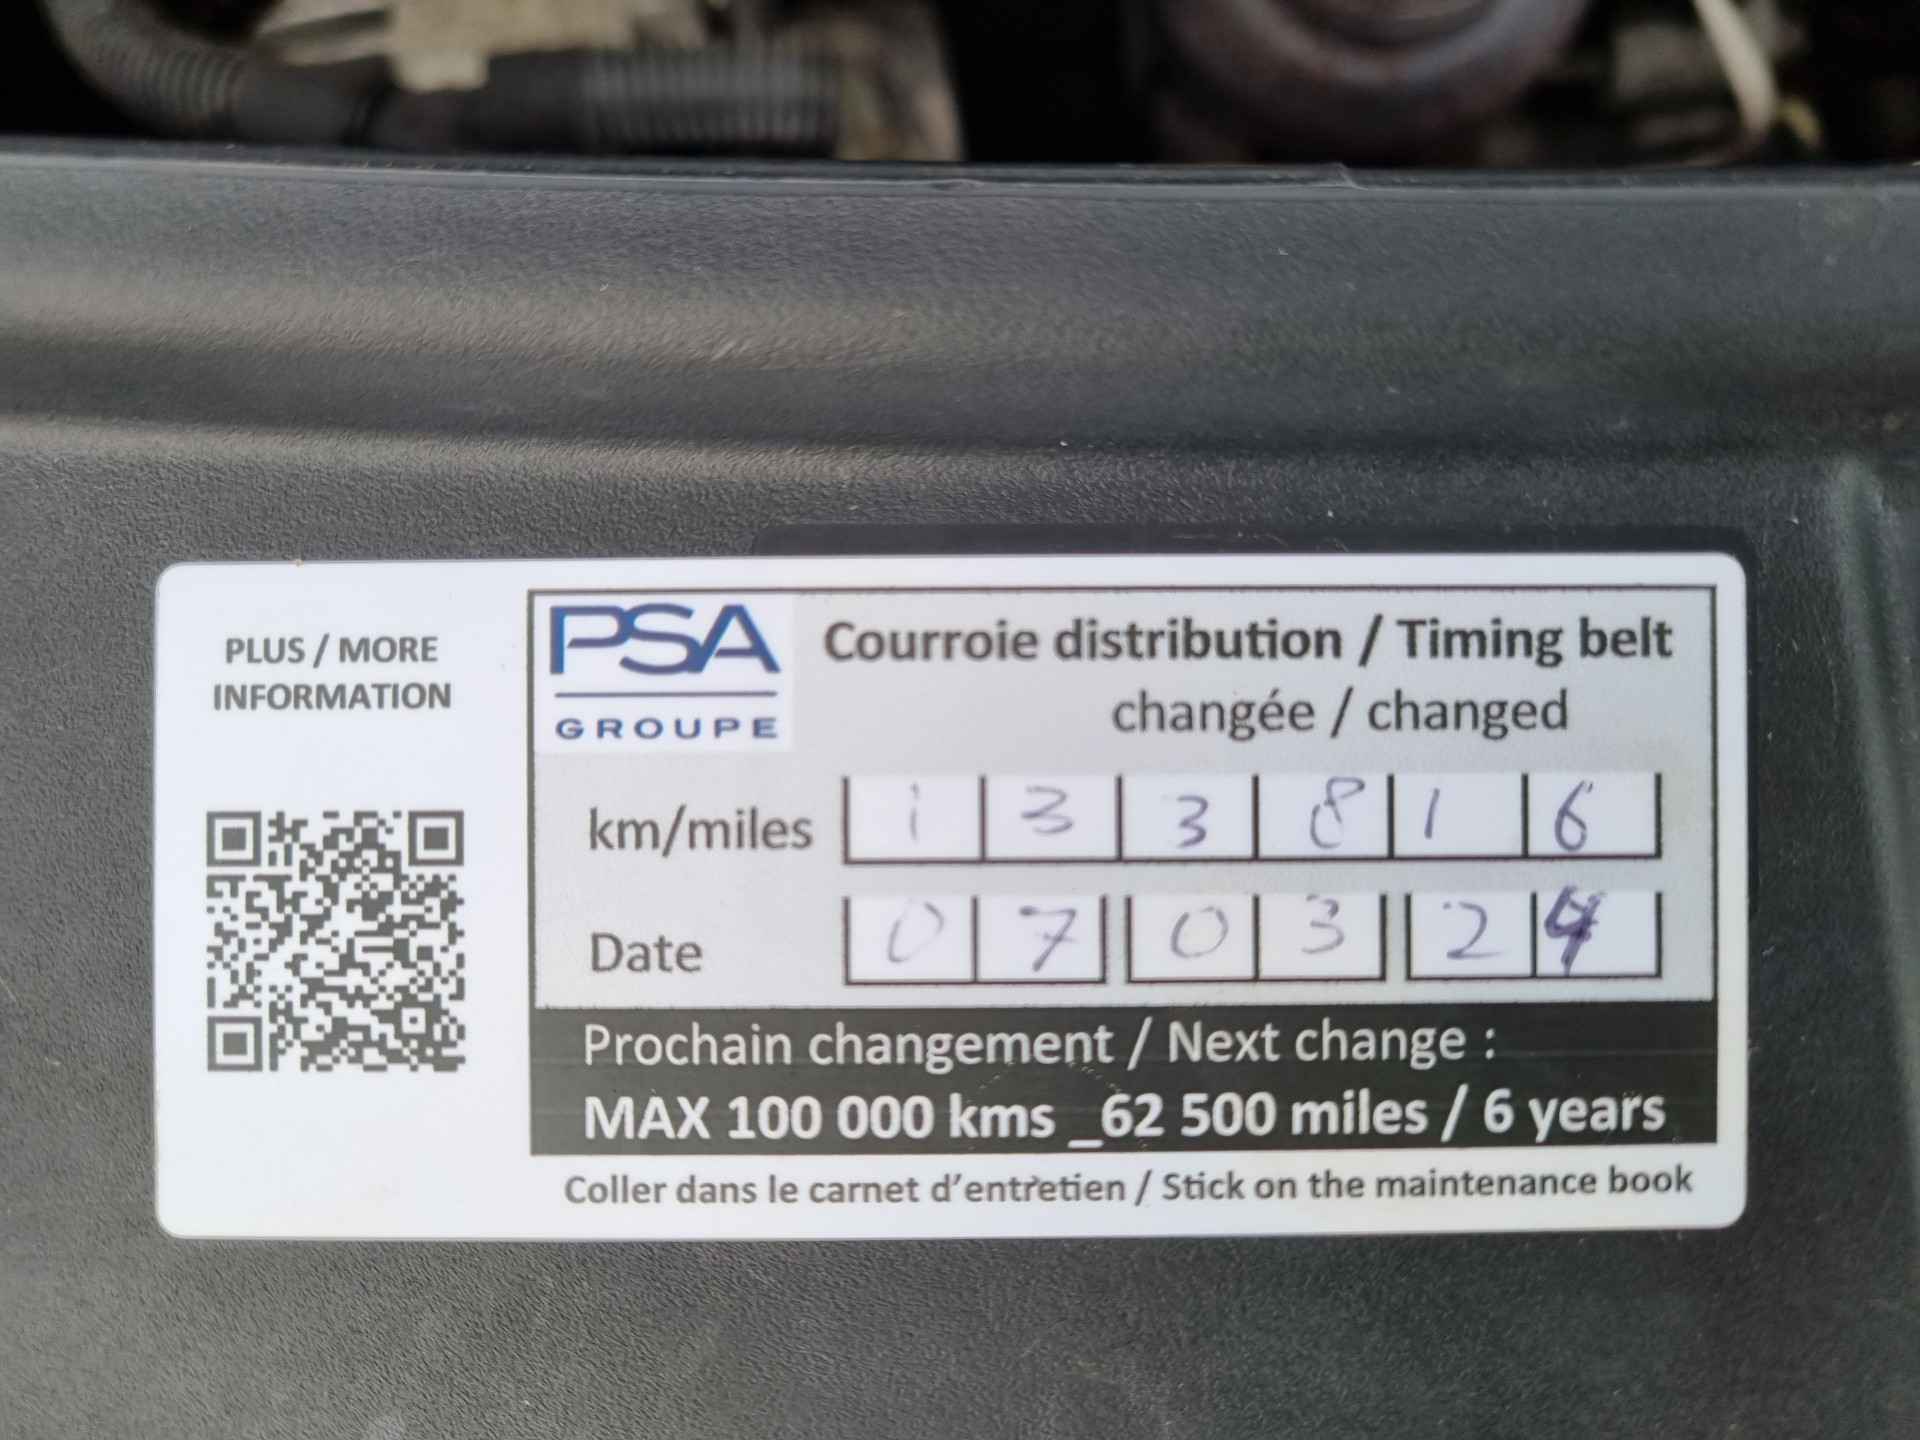 PLUS / MORE
INFORMATION
PSA
GROUPE
Courroie distribution / Timing belt
changée / changed
km/miles 1 3 3 8 1 6
Date 0 7 0 3 2 4
Prochain changement / Next change :
MAX 100 000 kms _62 500 miles / 6 years
Coller dans le carnet d'entretien / Stick on the maintenance book